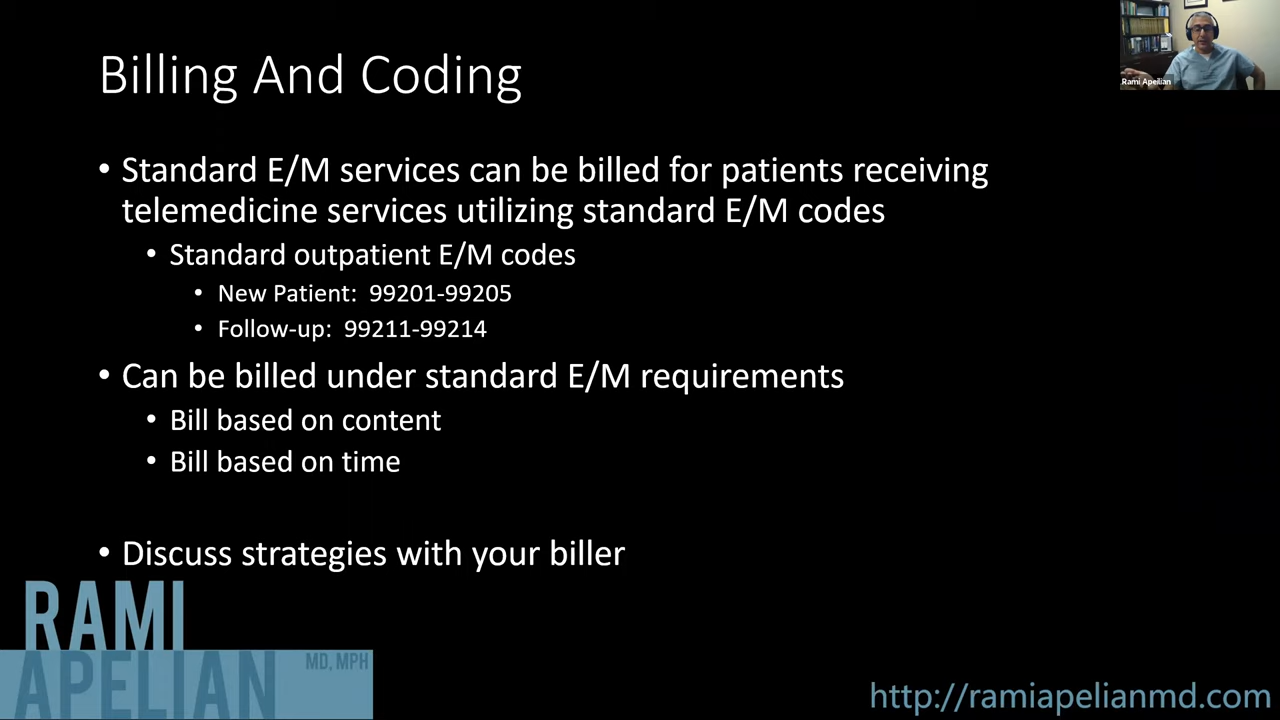 Billing And Coding
Rami Apelian
• Standard E/M services can be billed for patients receiving
telemedicine services utilizing standard E/M codes
• Standard outpatient E/M codes
• New Patient: 99201-99205
• Follow-up: 99211-99214
• Can be billed under standard E/M requirements
• Bill based on content
• Bill based on time
• Discuss strategies with your biller
RAMI
APELIAN MD, MPH
http://ramiapelianmd.com